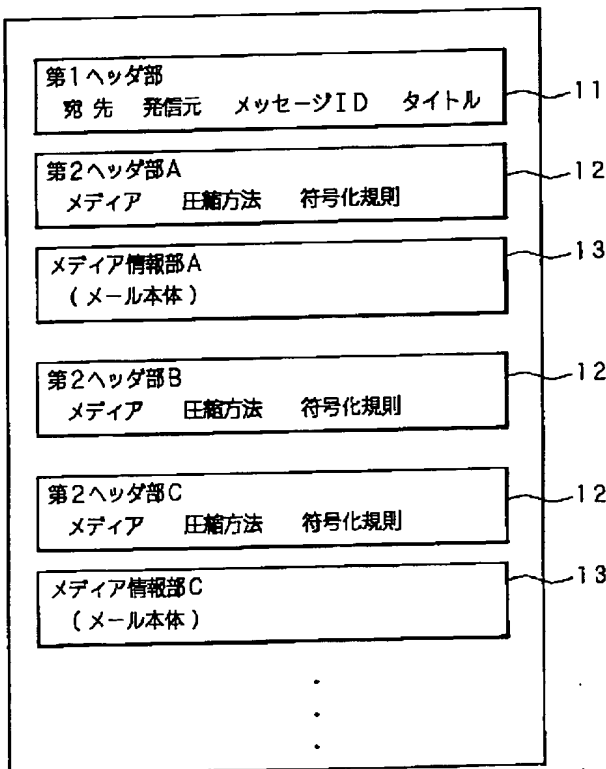 第1ヘッダ部
宛先 発信元 メッセージID タイトル
11
第2ヘッダ部A
メディア 圧縮方法 符号化規則
12
メディア情報部A
(メール本体)
13
第2ヘッダ部B
メディア 圧縮方法 符号化規則
12
第2ヘッダ部C
メディア 圧縮方法 符号化規則
12
メディア情報部C
(メール本体)
13